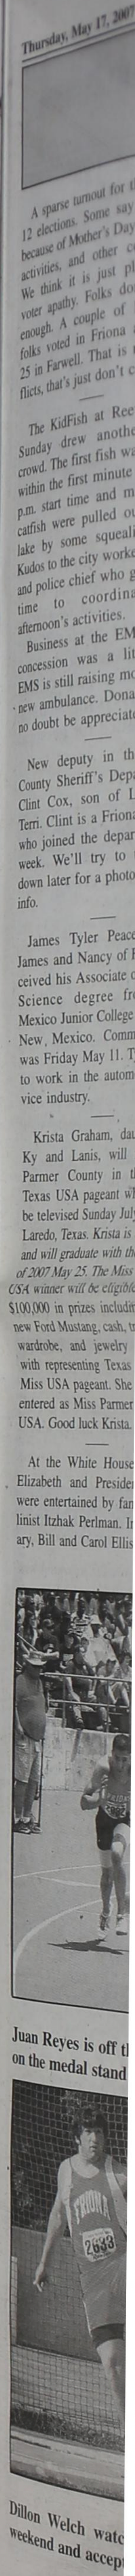 Thursday, May 17, 2007
A sparse turnout for
12 elections. Some say
because of Mother's Day
activities, and other
We think it is just
voter apathy. Folks
enough. A couple of
folks voted in Friona
25 in Farwell. That is
flicts, that's just don't
The KidFish at Ree
Sunday drew anothe
crowd. The first fish wa
within the first minute
p.m. start time and m
catfish were pulled ou
lake by some squeali
Kudos to the city worke
and police chief who g
time to coordina
afternoon's activities.
Business at the EM
concession was a lit
EMS is still raising mo
new ambulance. Dona
no doubt be appreciate
New deputy in th
County Sheriff's Depa
Clint Cox, son of L
Terri. Clint is a Friona
who joined the depar
week. We'll try to
down later for a photo
info.
James Tyler Peace
James and Nancy of
ceived his Associate
Science degree fr
Mexico Junior College
New, Mexico. Comm
was Friday May 11. T
to work in the autom
vice industry.
Krista Graham, dau
Ky and Lanis, will
Parmer County in t
Texas USA pageant w
be televised Sunday July
Laredo, Texas. Krista is
and will graduate with the
of 2007 May 25. The Miss
USA winner will be eligible
$100,000 in prizes includin
new Ford Mustang, cash, tr
wardrobe, and jewelry
with representing Texas
Miss USA pageant. She
entered as Miss Parmer
USA. Good luck Krista.
At the White House
Elizabeth and Presiden
were entertained by fam
linist Itzhak Perlman. In
ary, Bill and Carol Ellis
Juan Reyes is off t
on the medal stand
FRIONA
2633
Dillon Welch watc
weekend and accep